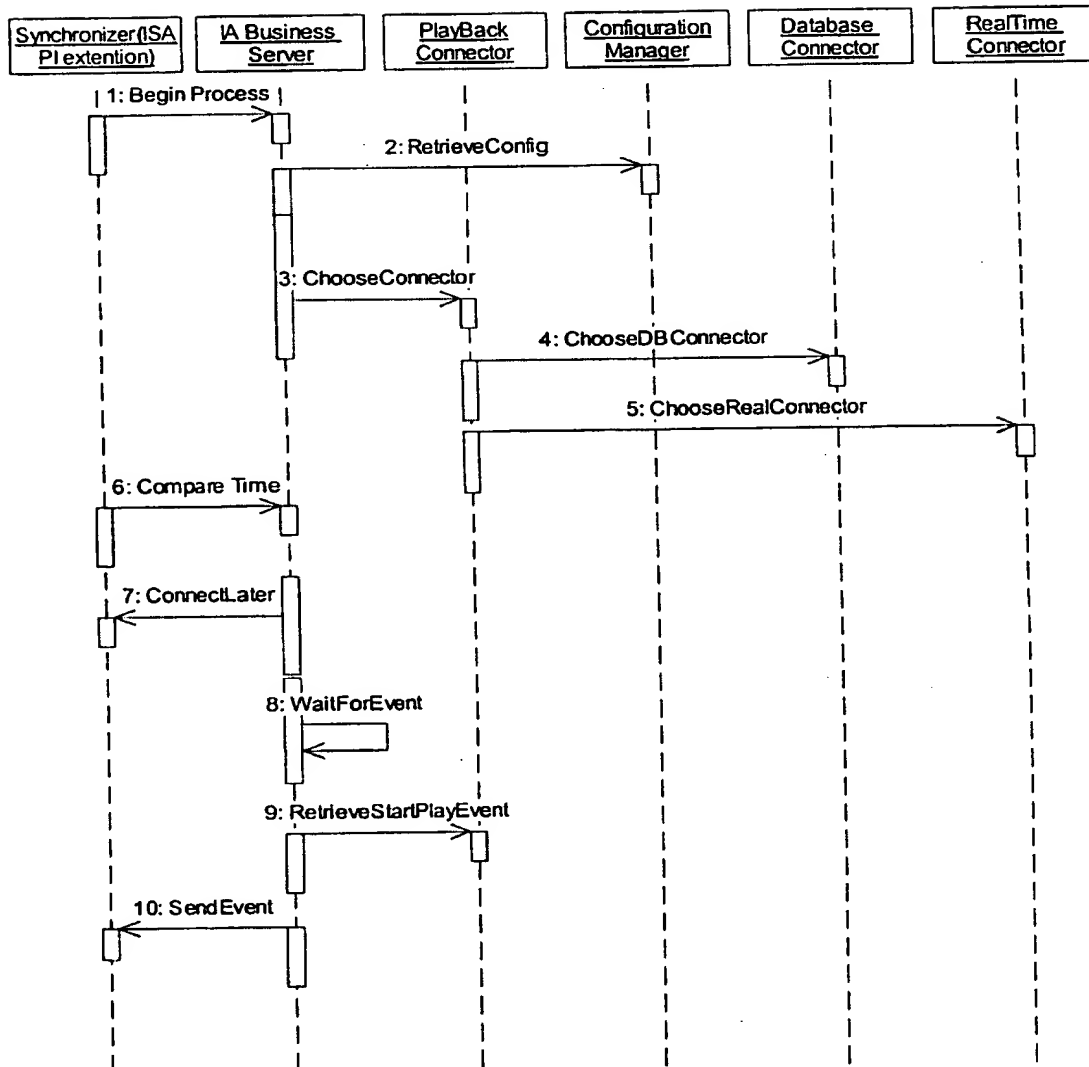 Synchronizer(ISA
PI extention)
IA Business
Server
PlayBack
Connector
Configuration
Manager
Database
Connector
RealTime
Connector
1: Begin Process
2: RetrieveConfig
3: ChooseConnector
4: ChooseDBConnector
5: ChooseRealConnector
6: Compare Time
7: ConnectLater
8: WaitForEvent
9: RetrieveStartPlayEvent
10: SendEvent